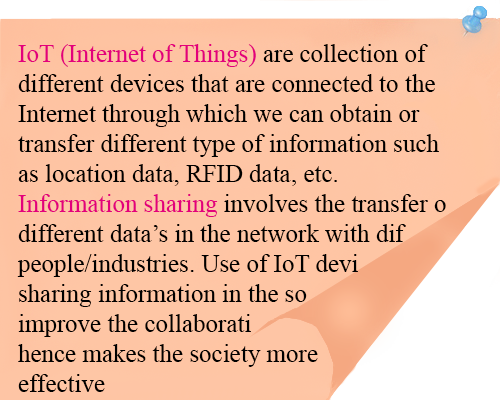 IoT (Internet of Things) are collection of
different devices that are connected to the
Internet through which we can obtain or
transfer different type of information such
as location data, RFID data, etc.
Information sharing involves the transfer o
different data’s in the network with dif
people/industries. Use of IoT devi
sharing information in the so
improve the collaborati
hence makes the society more
effective